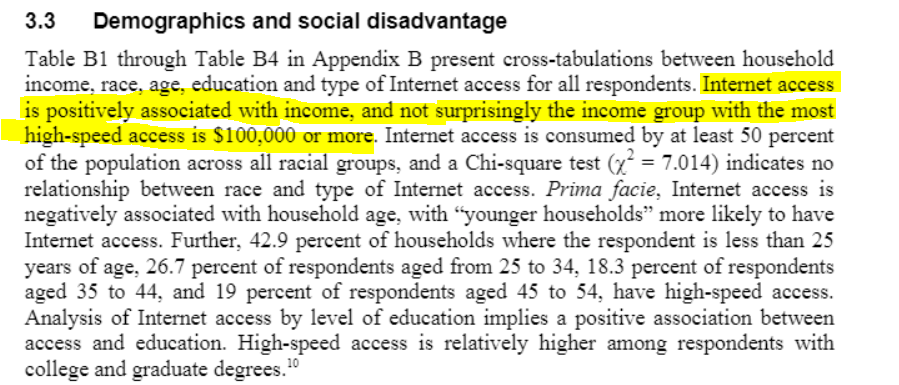 3.3 Demographics and social disadvantage
Table B1 through Table B4 in Appendix B present cross-tabulations between household
income, race, age, education and type of Internet access for all respondents. Internet access
is positively associated with income, and not surprisingly the income group with the most
high-speed access is $100,000 or more. Internet access is consumed by at least 50 percent
of the population across all racial groups, and a Chi-square test (χ² = 7.014) indicates no
relationship between race and type of Internet access. Prima facie, Internet access is
negatively associated with household age, with “younger households” more likely to have
Internet access. Further, 42.9 percent of households where the respondent is less than 25
years of age, 26.7 percent of respondents aged from 25 to 34, 18.3 percent of respondents
aged 35 to 44, and 19 percent of respondents aged 45 to 54, have high-speed access.
Analysis of Internet access by level of education implies a positive association between
access and education. High-speed access is relatively higher among respondents with
college and graduate degrees.¹⁰